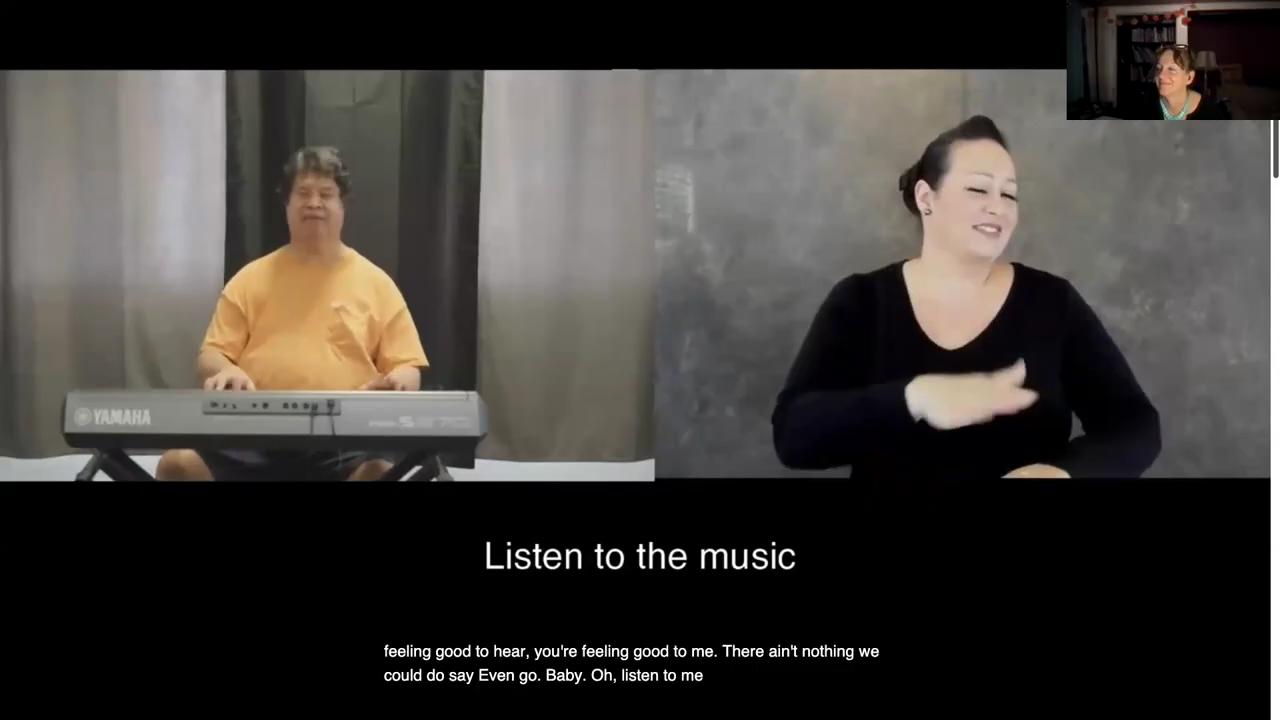 YAMAHA
Listen to the music
feeling good to hear, you're feeling good to me. There ain't nothing we
could do say Even go. Baby. Oh, listen to me